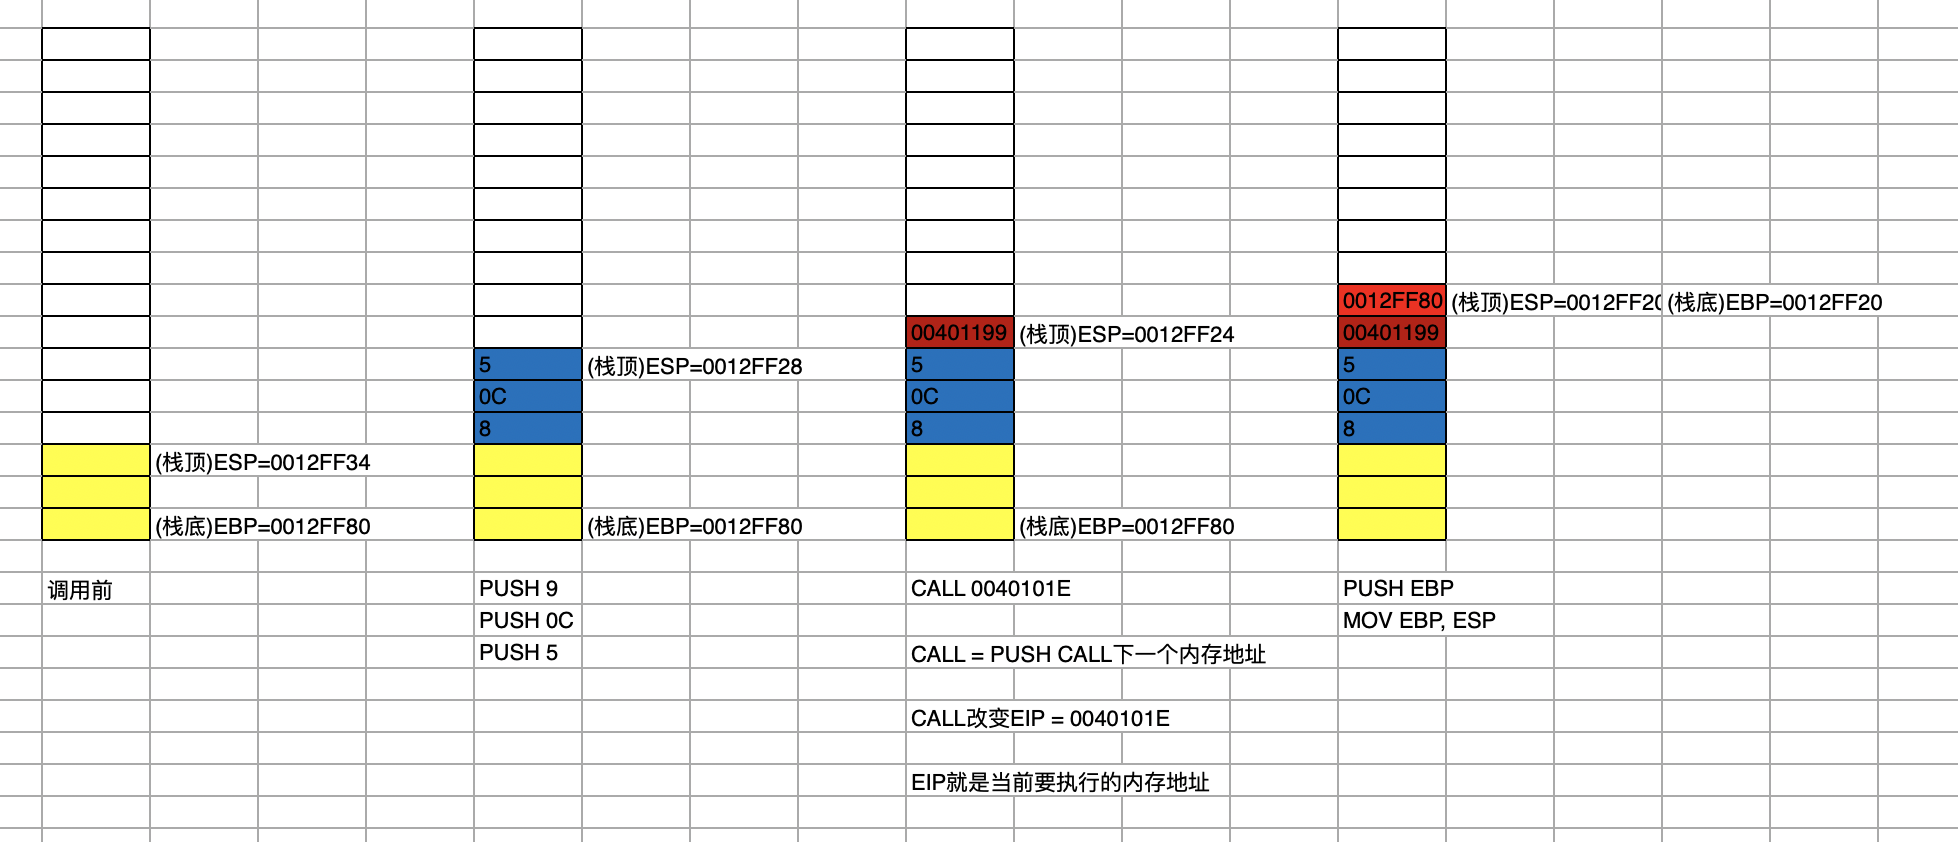 0012FF80 (栈顶)ESP=0012FF20 (栈底)EBP=0012FF20
00401199 (栈顶)ESP=0012FF24 00401199
5 (栈顶)ESP=0012FF28 5 5
0C 0C 0C
8 8 8
(栈顶)ESP=0012FF34
(栈底)EBP=0012FF80 (栈底)EBP=0012FF80 (栈底)EBP=0012FF80
调用前 PUSH 9 CALL 0040101E PUSH EBP
PUSH 0C MOV EBP, ESP
PUSH 5 CALL = PUSH CALL下一个内存地址
CALL改变EIP = 0040101E
EIP就是当前要执行的内存地址